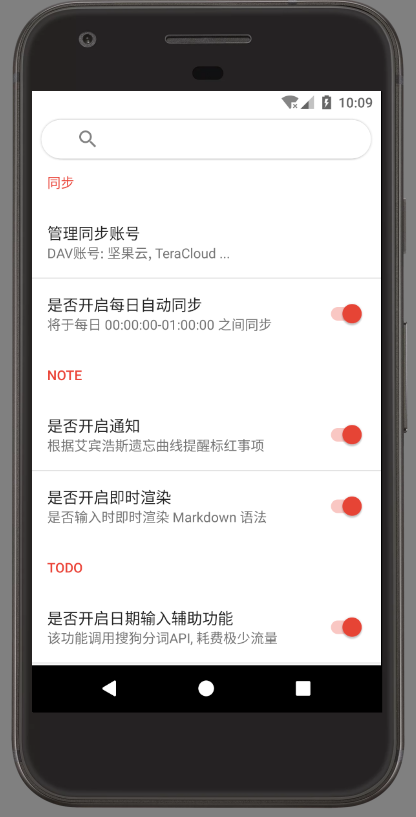 10:09
同步
管理同步账号
DAV账号: 坚果云, TeraCloud ...
是否开启每日自动同步
将于每日 00:00:00-01:00:00 之间同步
NOTE
是否开启通知
根据艾宾浩斯遗忘曲线提醒标红事项
是否开启即时渲染
是否输入时即时渲染 Markdown 语法
TODO
是否开启日期输入辅助功能
该功能调用搜狗分词API, 耗费极少流量